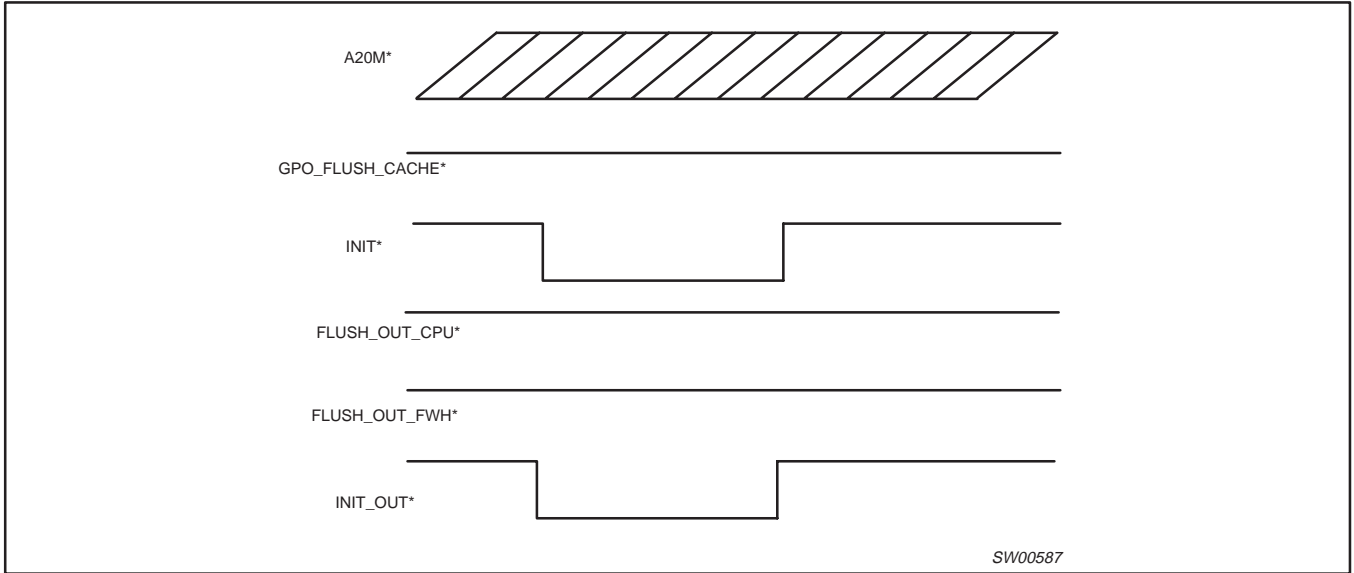 A20M*
GPO_FLUSH_CACHE*
INIT*
FLUSH_OUT_CPU*
FLUSH_OUT_FWH*
INIT_OUT*
SW00587